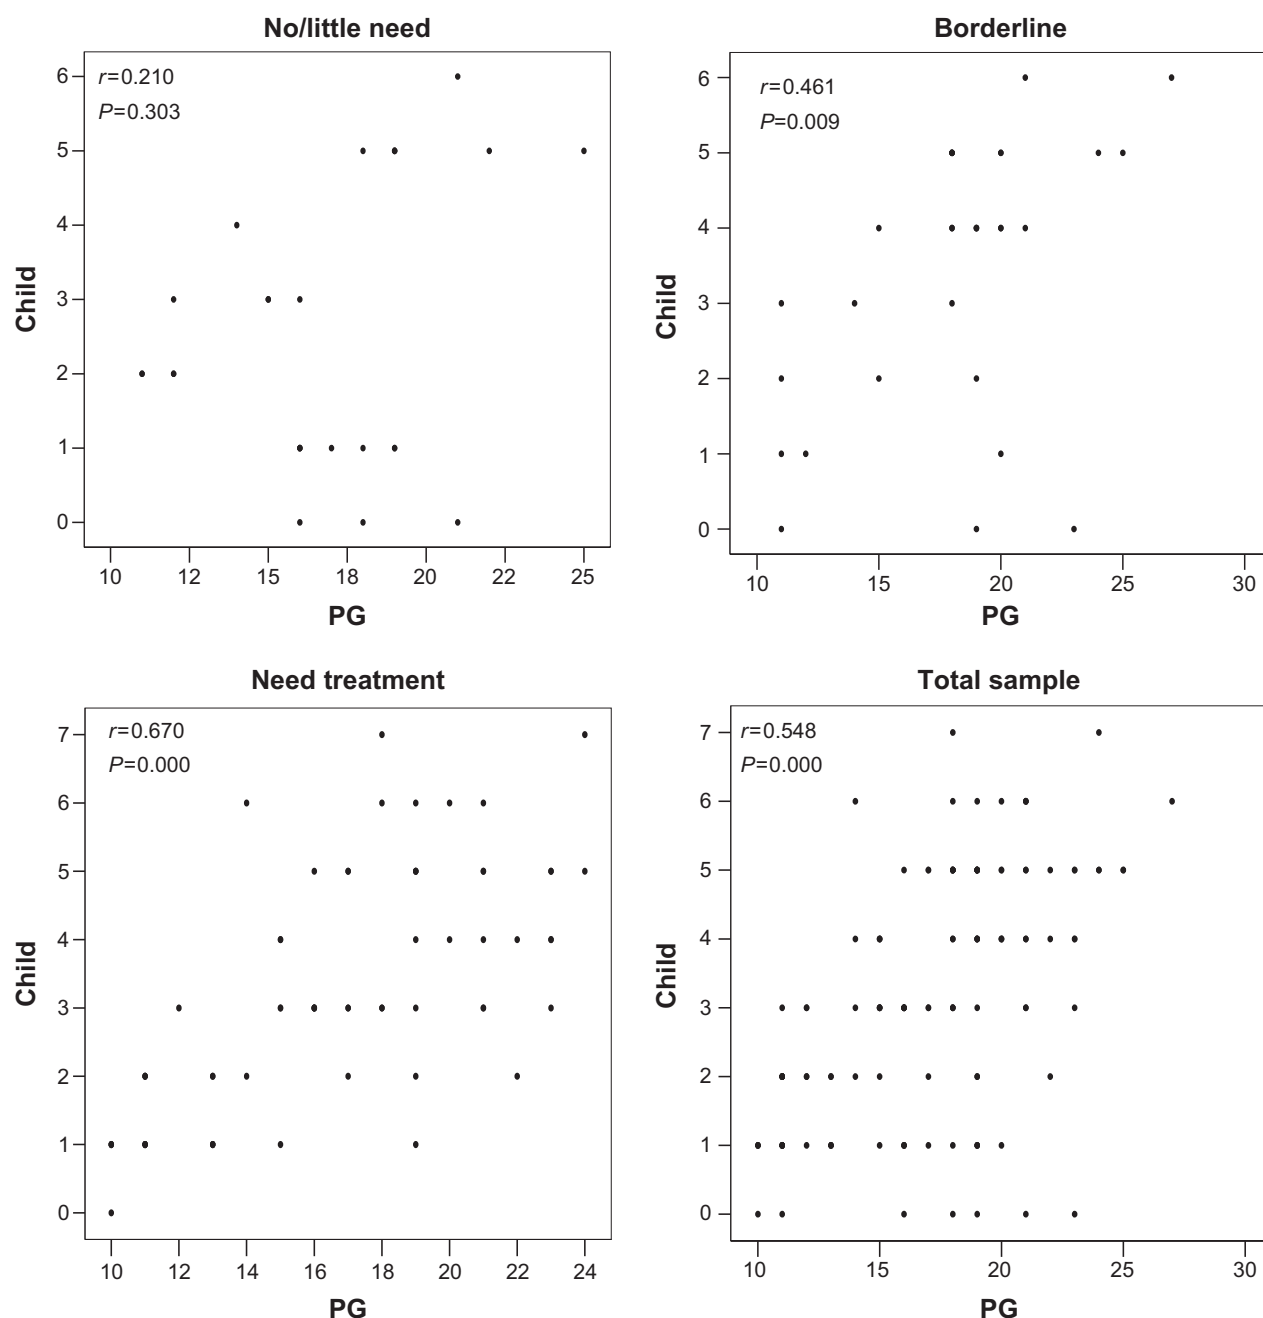 No/little need
r=0.210
P=0.303
6
5
4
3
2
1
0
Child
10 12 15 18 20 22 25
PG
Borderline
r=0.461
P=0.009
6
5
4
3
2
1
0
Child
10 15 20 25 30
PG
Need treatment
r=0.670
P=0.000
7
6
5
4
3
2
1
0
Child
10 12 14 16 18 20 22 24
PG
Total sample
r=0.548
P=0.000
7
6
5
4
3
2
1
0
Child
10 15 20 25 30
PG